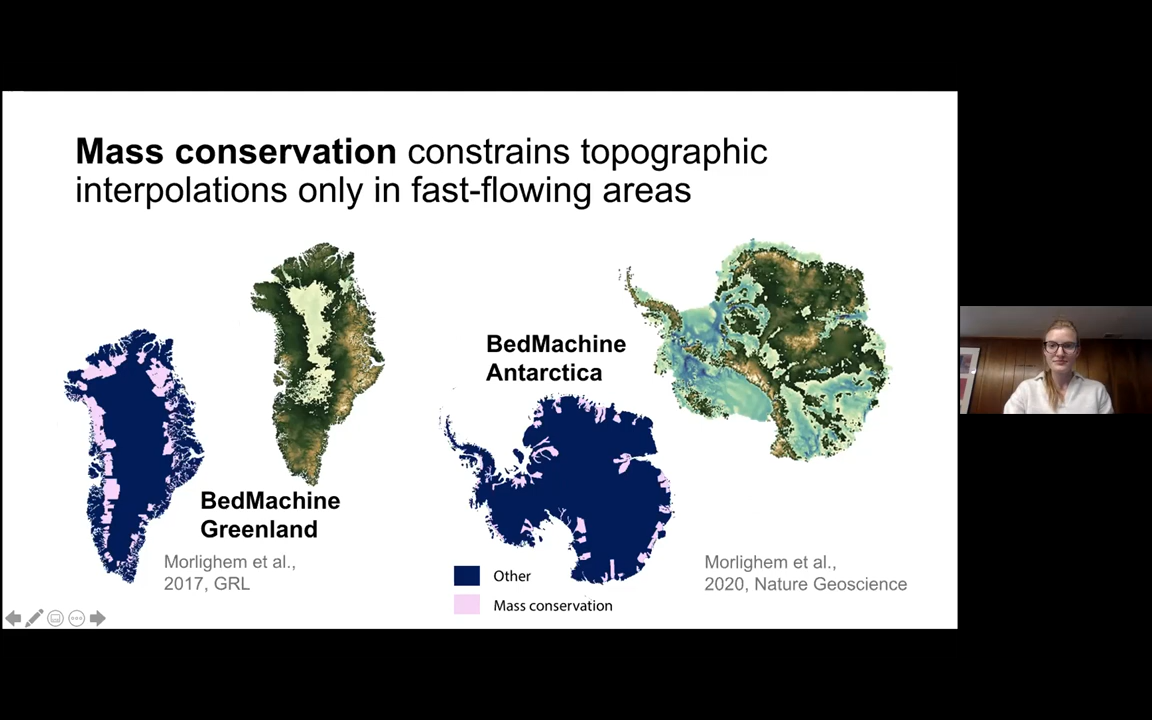 Mass conservation constrains topographic
interpolations only in fast-flowing areas
BedMachine
Antarctica
BedMachine
Greenland
Morlighem et al.,
2017, GRL
Other
Mass conservation
Morlighem et al.,
2020, Nature Geoscience